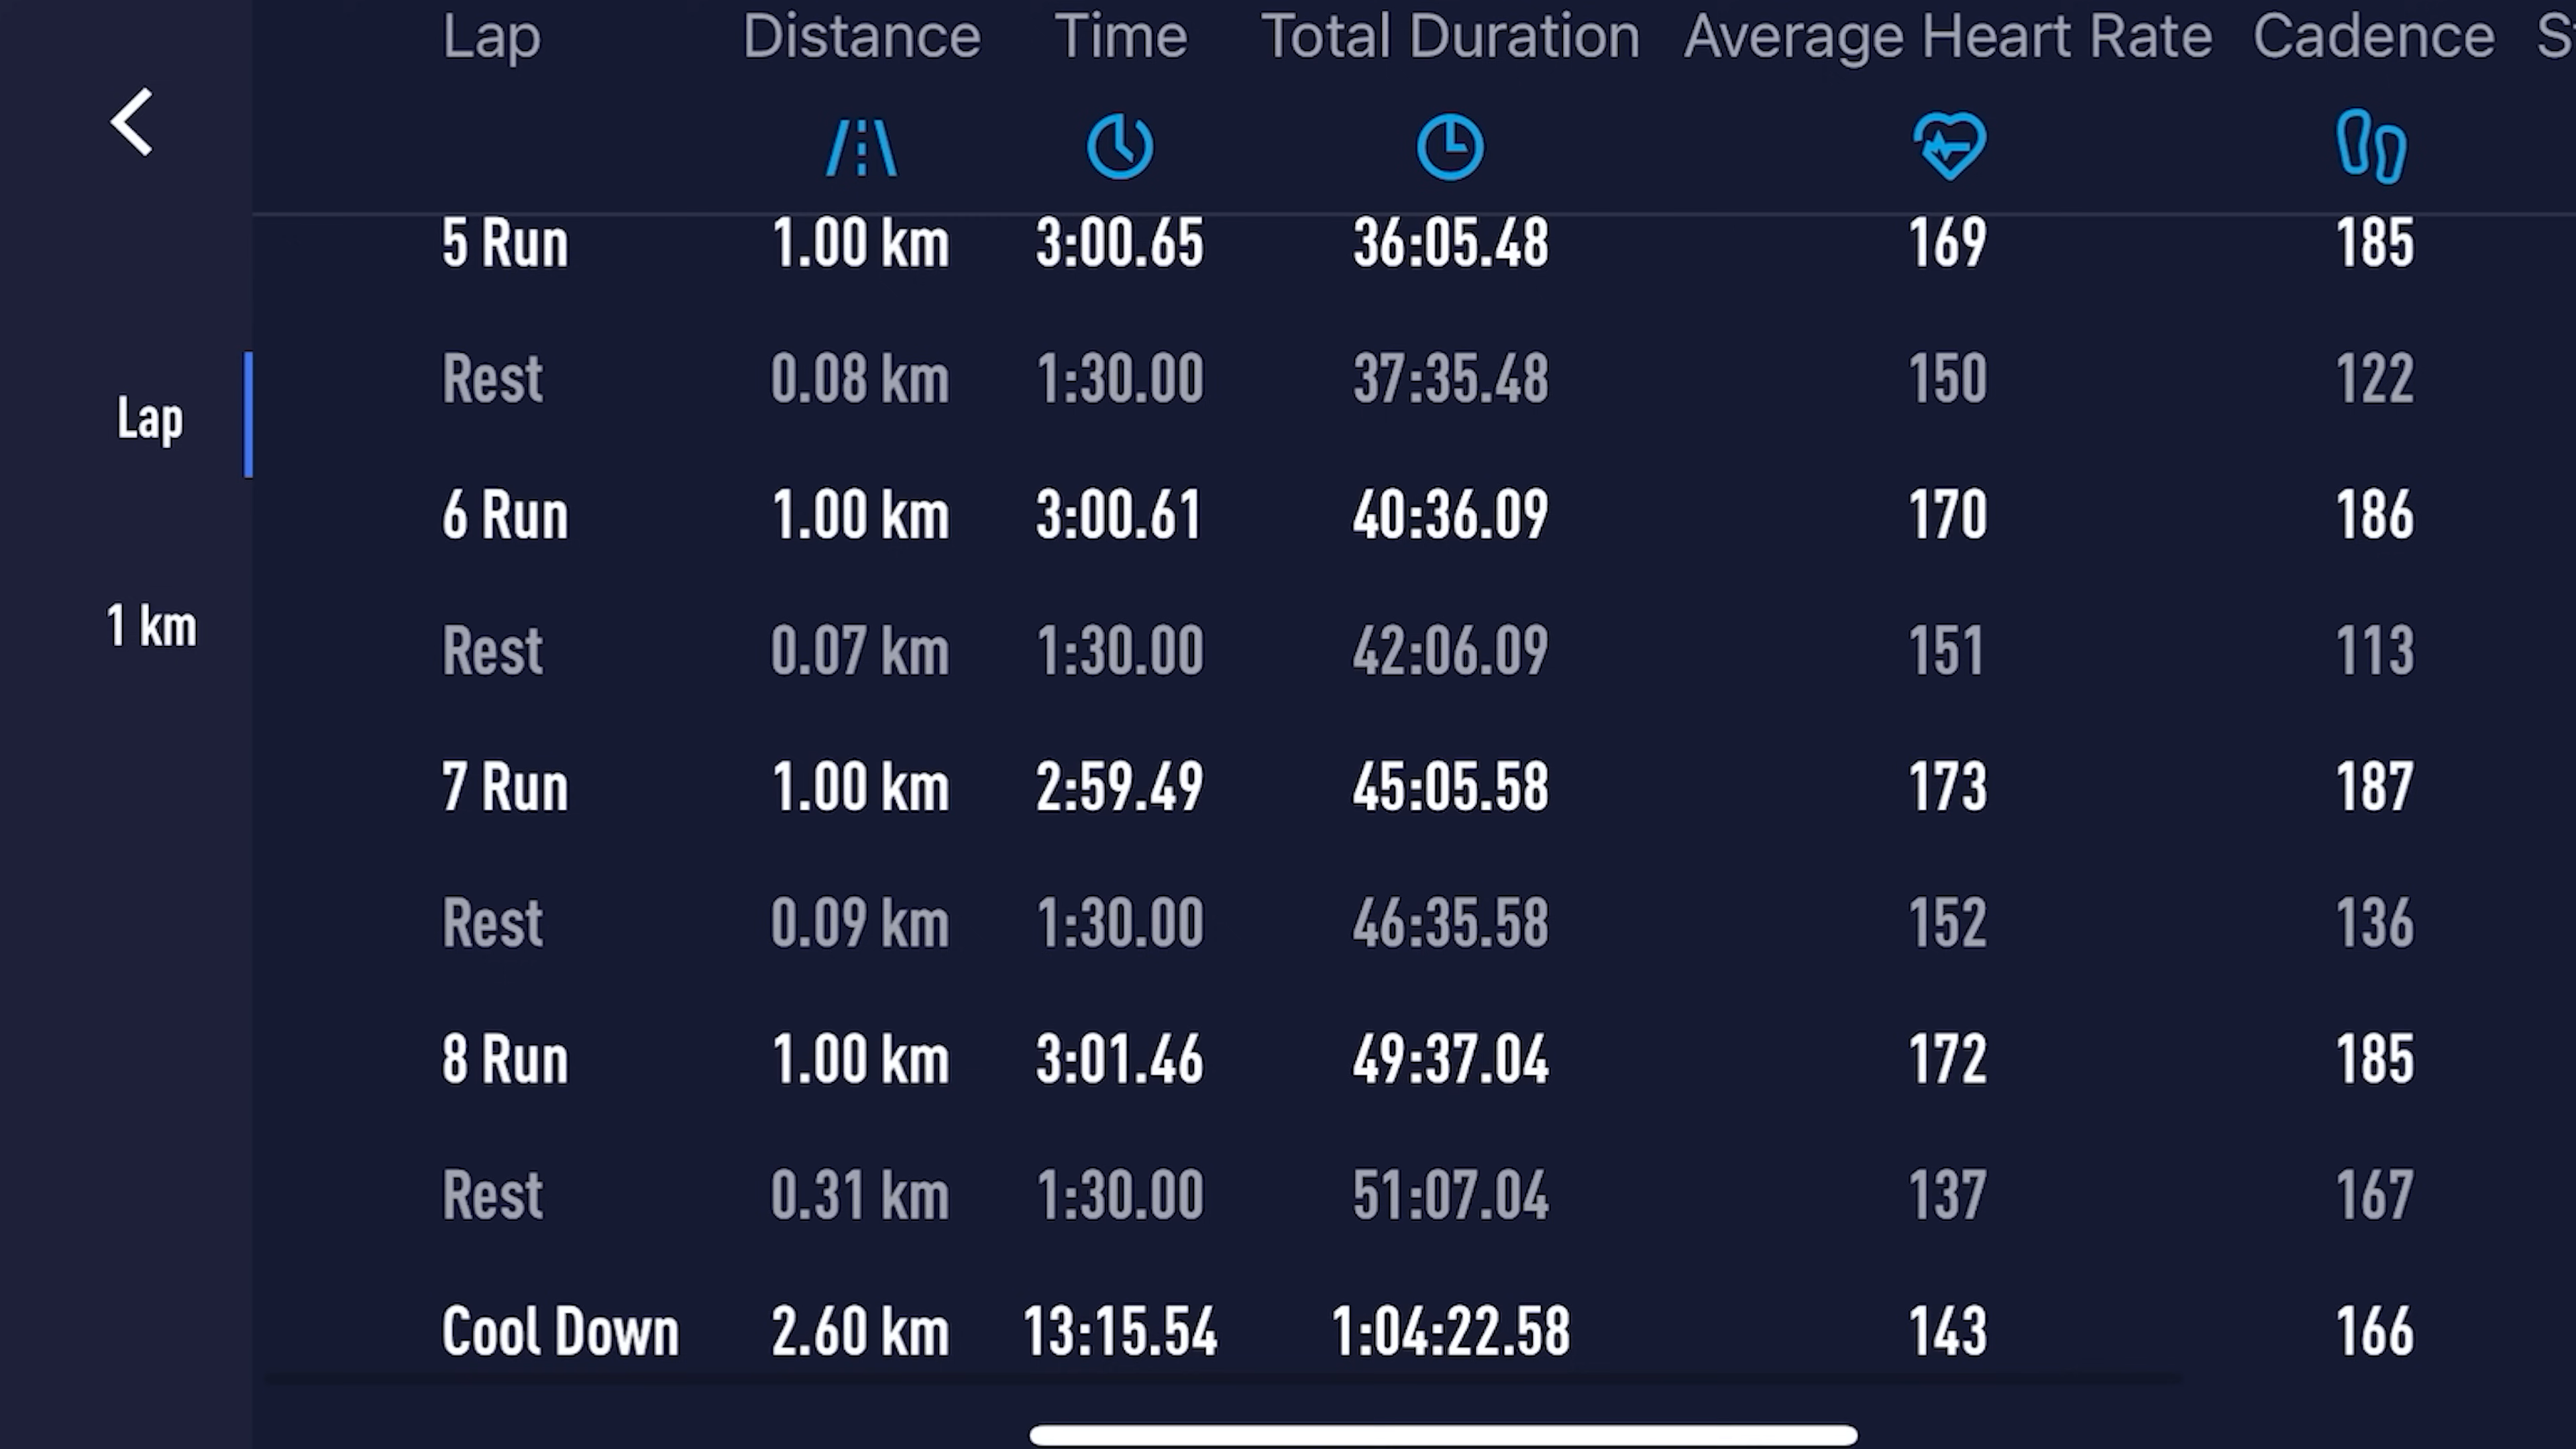 Lap Distance Time Total Duration Average Heart Rate Cadence
5 Run 1.00 km 3:00.65 36:05.48 169 185
Rest 0.08 km 1:30.00 37:35.48 150 122
Lap
6 Run 1.00 km 3:00.61 40:36.09 170 186
1 km
Rest 0.07 km 1:30.00 42:06.09 151 113
7 Run 1.00 km 2:59.49 45:05.58 173 187
Rest 0.09 km 1:30.00 46:35.58 152 136
8 Run 1.00 km 3:01.46 49:37.04 172 185
Rest 0.31 km 1:30.00 51:07.04 137 167
Cool Down 2.60 km 13:15.54 1:04:22.58 143 166